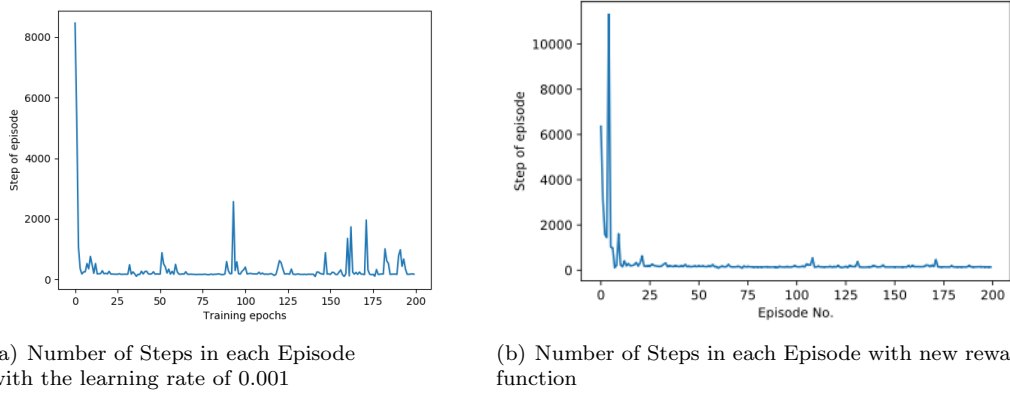 8000
6000
4000
2000
0
Step of episode
0 25 50 75 100 125 150 175 200
Training epochs
a) Number of Steps in each Episode
with the learning rate of 0.001
10000
8000
6000
4000
2000
0
Step of episode
0 25 50 75 100 125 150 175 200
Episode No.
(b) Number of Steps in each Episode with new rewa
function